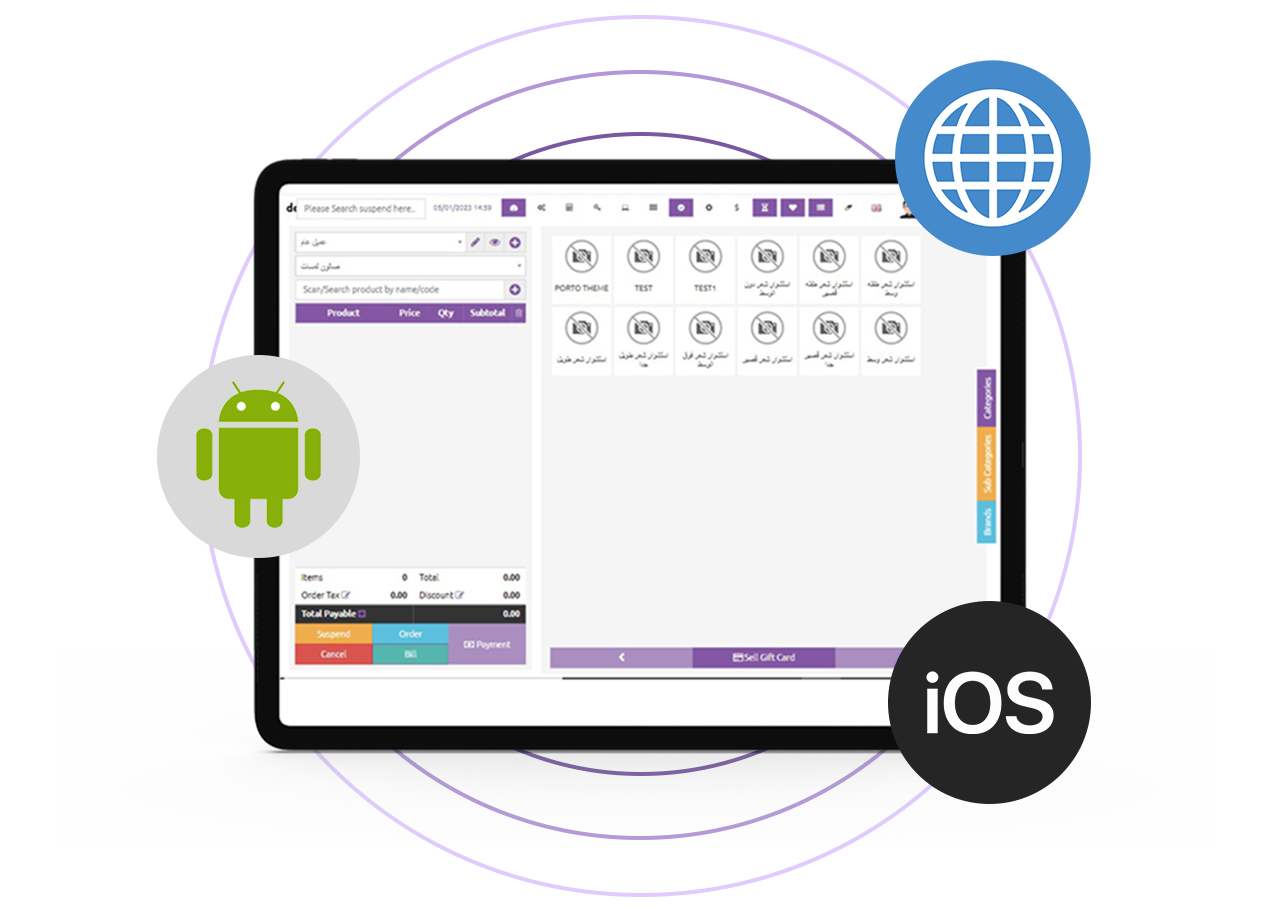 de
Please Search suspend here..
05/01/2023 14:39
$
عميل عام
صالون لمسات
Scan/Search product by name/code
Product Price Qty Subtotal
PORTO THEME
TEST
TEST1
استشوار شعر دون
الوسط
استشوار شعر طفله
قصير
استشوار شعر طفله
وسط
استشوار شعر طويل
استشوار شعر طويل
جدا
استشوار شعر فوق
الوسط
استشوار شعر قصير
استشوار شعر قصير
جدا
استشوار شعر وسط
Categories
Sub Categories
Brands
Items 0 Total 0.00
Order Tax 0.00 Discount 0.00
Total Payable 0.00
Suspend
Order
Payment
Cancel
Bill
Sell Gift Card
iOS